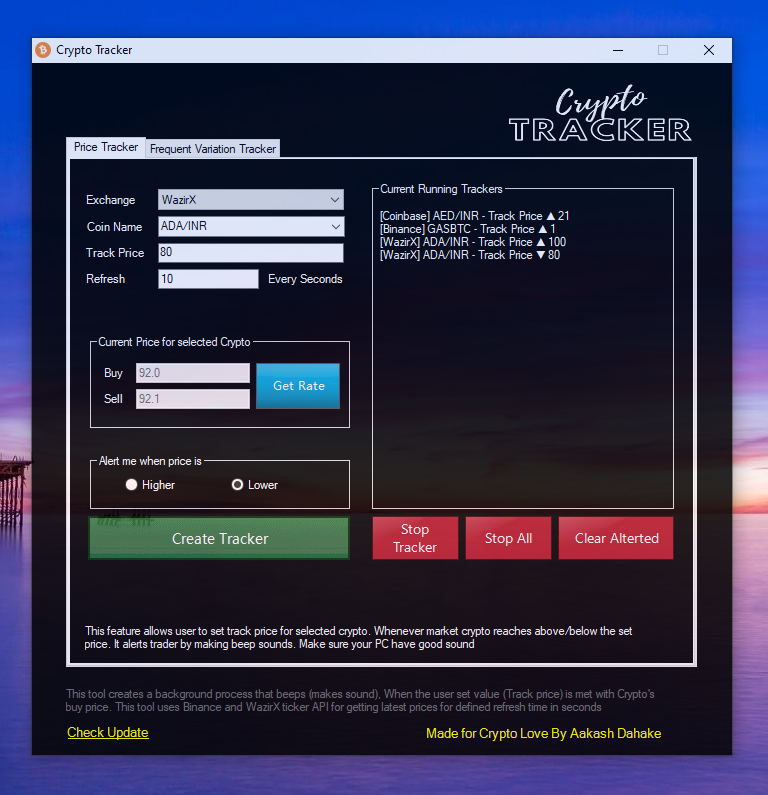 Crypto Tracker
Crypto
TRACKER
Price Tracker
Frequent Variation Tracker
Exchange
WazirX
Coin Name
ADA/INR
Track Price
80
Refresh
10
Every Seconds
Current Price for selected Crypto
Buy
92.0
Sell
92.1
Get Rate
Alert me when price is
Higher
Lower
Create Tracker
Current Running Trackers
[Coinbase] AED/INR - Track Price ▲ 21
[Binance] GASBTC - Track Price ▲ 1
[WazirX] ADA/INR - Track Price ▲ 100
[WazirX] ADA/INR - Track Price ▼ 80
Stop
Tracker
Stop All
Clear Alterted
This feature allows user to set track price for selected crypto. Whenever market crypto reaches above/below the set
price. It alerts trader by making beep sounds. Make sure your PC have good sound
This tool creates a background process that beeps (makes sound), When the user set value (Track price) is met with Crypto's
buy price. This tool uses Binance and WazirX ticker API for getting latest prices for defined refresh time in seconds
Check Update
Made for Crypto Love By Aakash Dahake